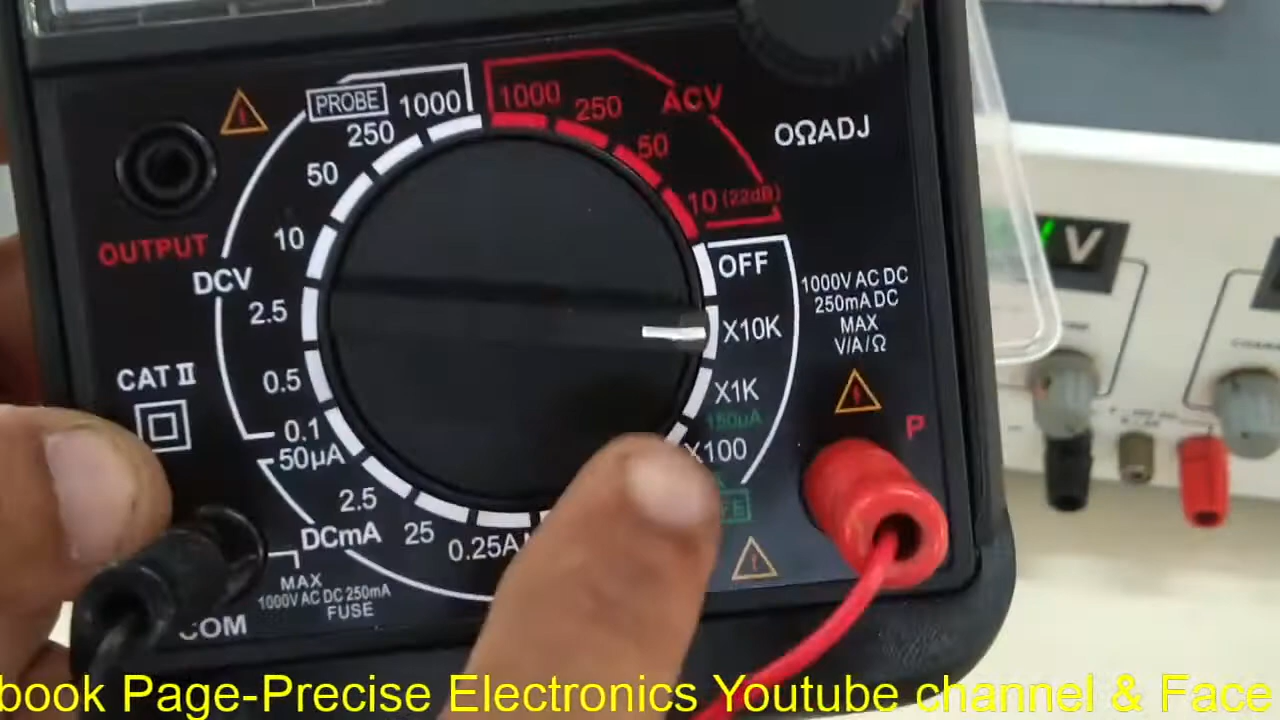 PROBE 1000
250
50
10
DCV
2.5
0.5
0.1
1000
250
50
10 (22dB)
ACV
OΩADJ
OUTPUT
CAT II
OFF
X10K
X1K
150µA
X100
1000V AC DC
250mA DC
MAX
V/A/Ω
P
50µA
2.5
25
0.25A
DCmA
MAX
1000V AC DC 250mA
FUSE
COM
V
book Page-Precise Electronics Youtube channel & Face